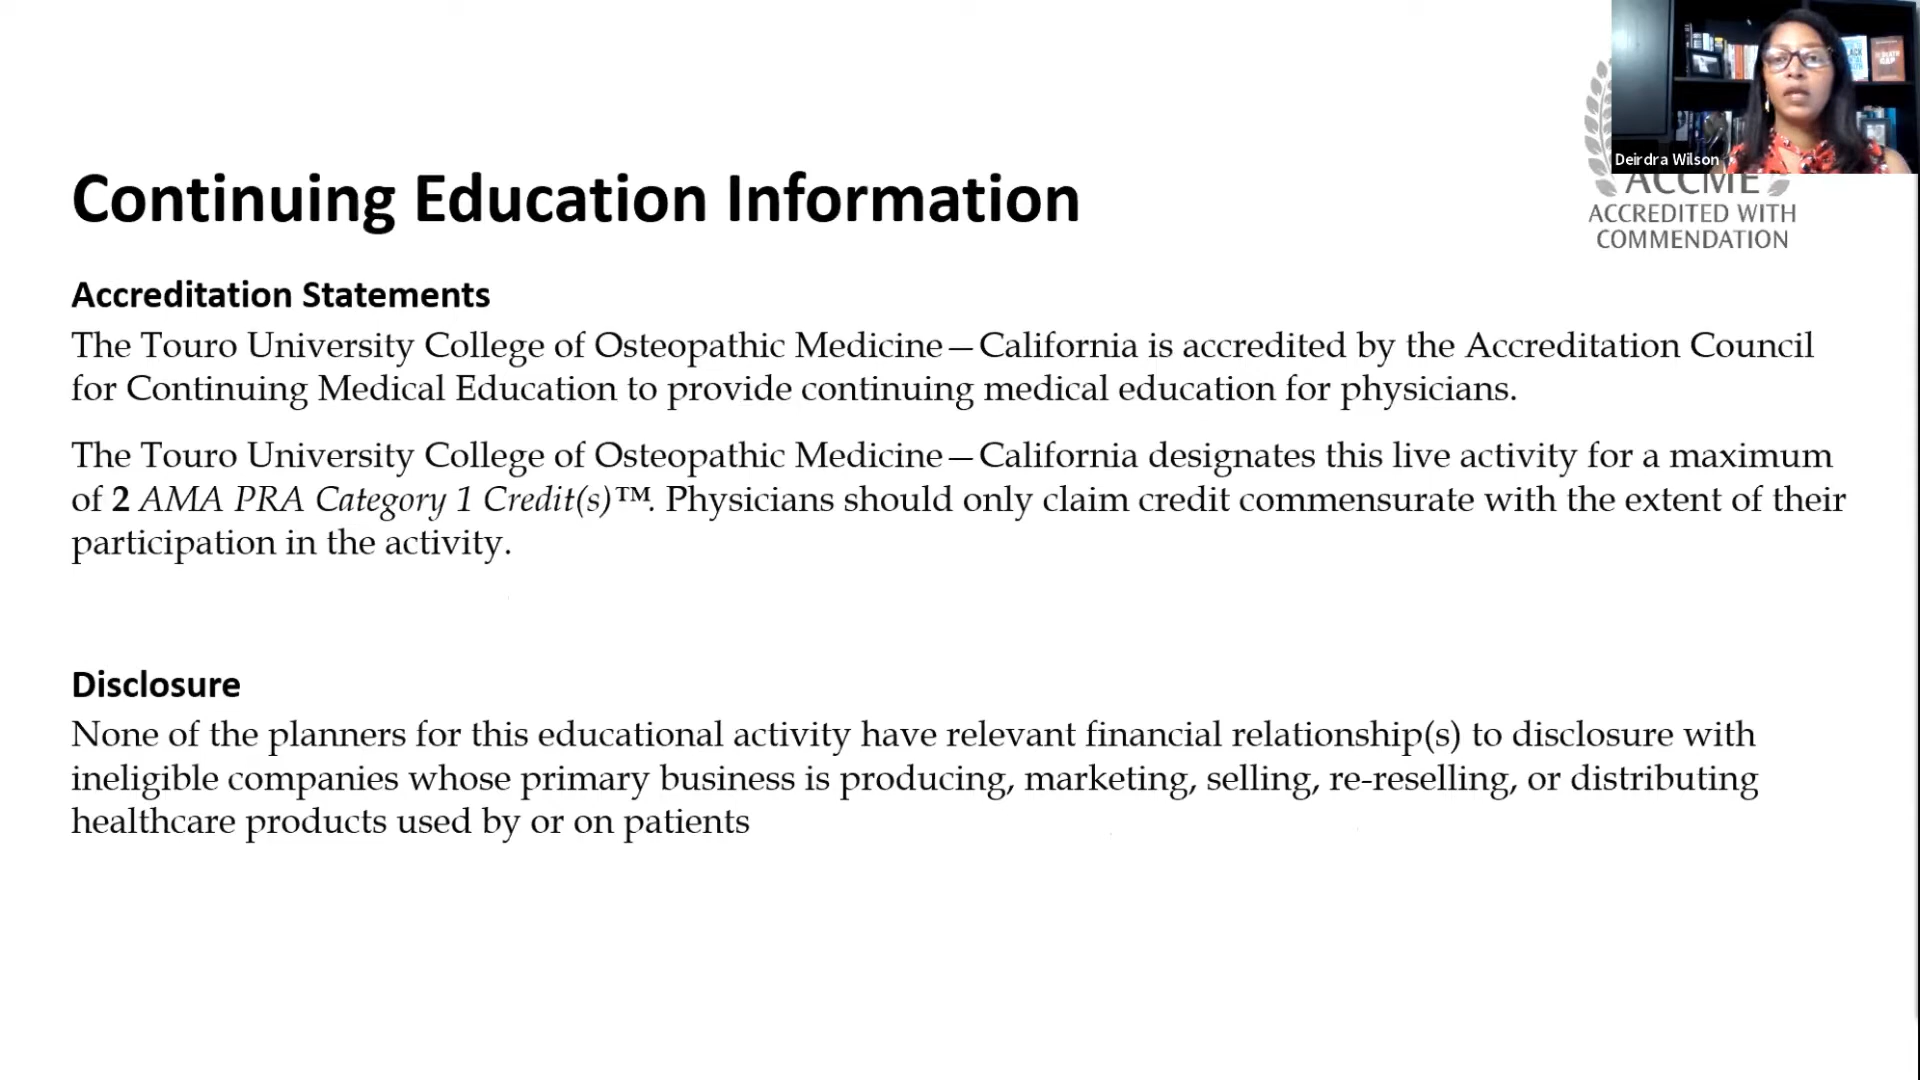 Deirdra Wilson
ACCME
ACCREDITED WITH
COMMENDATION
Continuing Education Information
Accreditation Statements
The Touro University College of Osteopathic Medicine—California is accredited by the Accreditation Council
for Continuing Medical Education to provide continuing medical education for physicians.
The Touro University College of Osteopathic Medicine—California designates this live activity for a maximum
of 2 AMA PRA Category 1 Credit(s)™. Physicians should only claim credit commensurate with the extent of their
participation in the activity.
Disclosure
None of the planners for this educational activity have relevant financial relationship(s) to disclosure with
ineligible companies whose primary business is producing, marketing, selling, re-reselling, or distributing
healthcare products used by or on patients